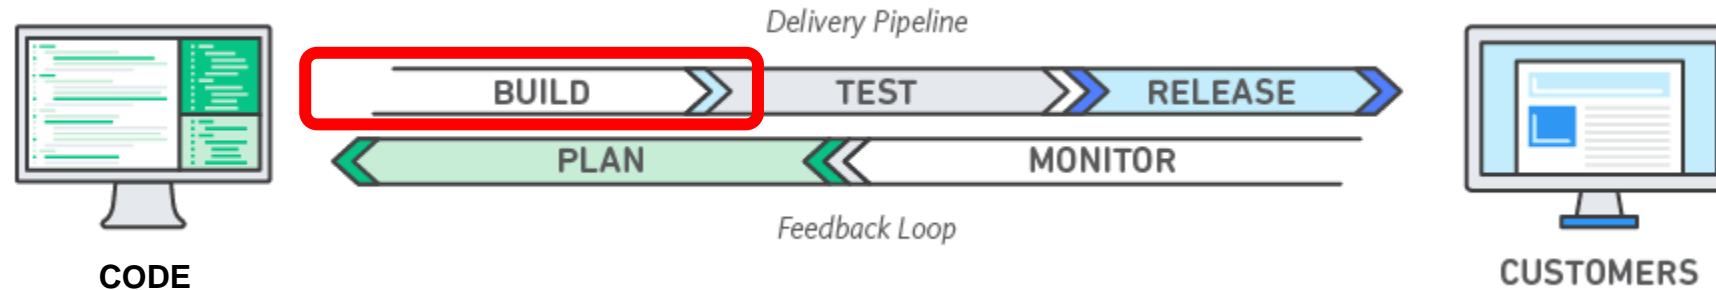 Delivery Pipeline
BUILD TEST RELEASE
PLAN MONITOR
Feedback Loop
CODE
CUSTOMERS